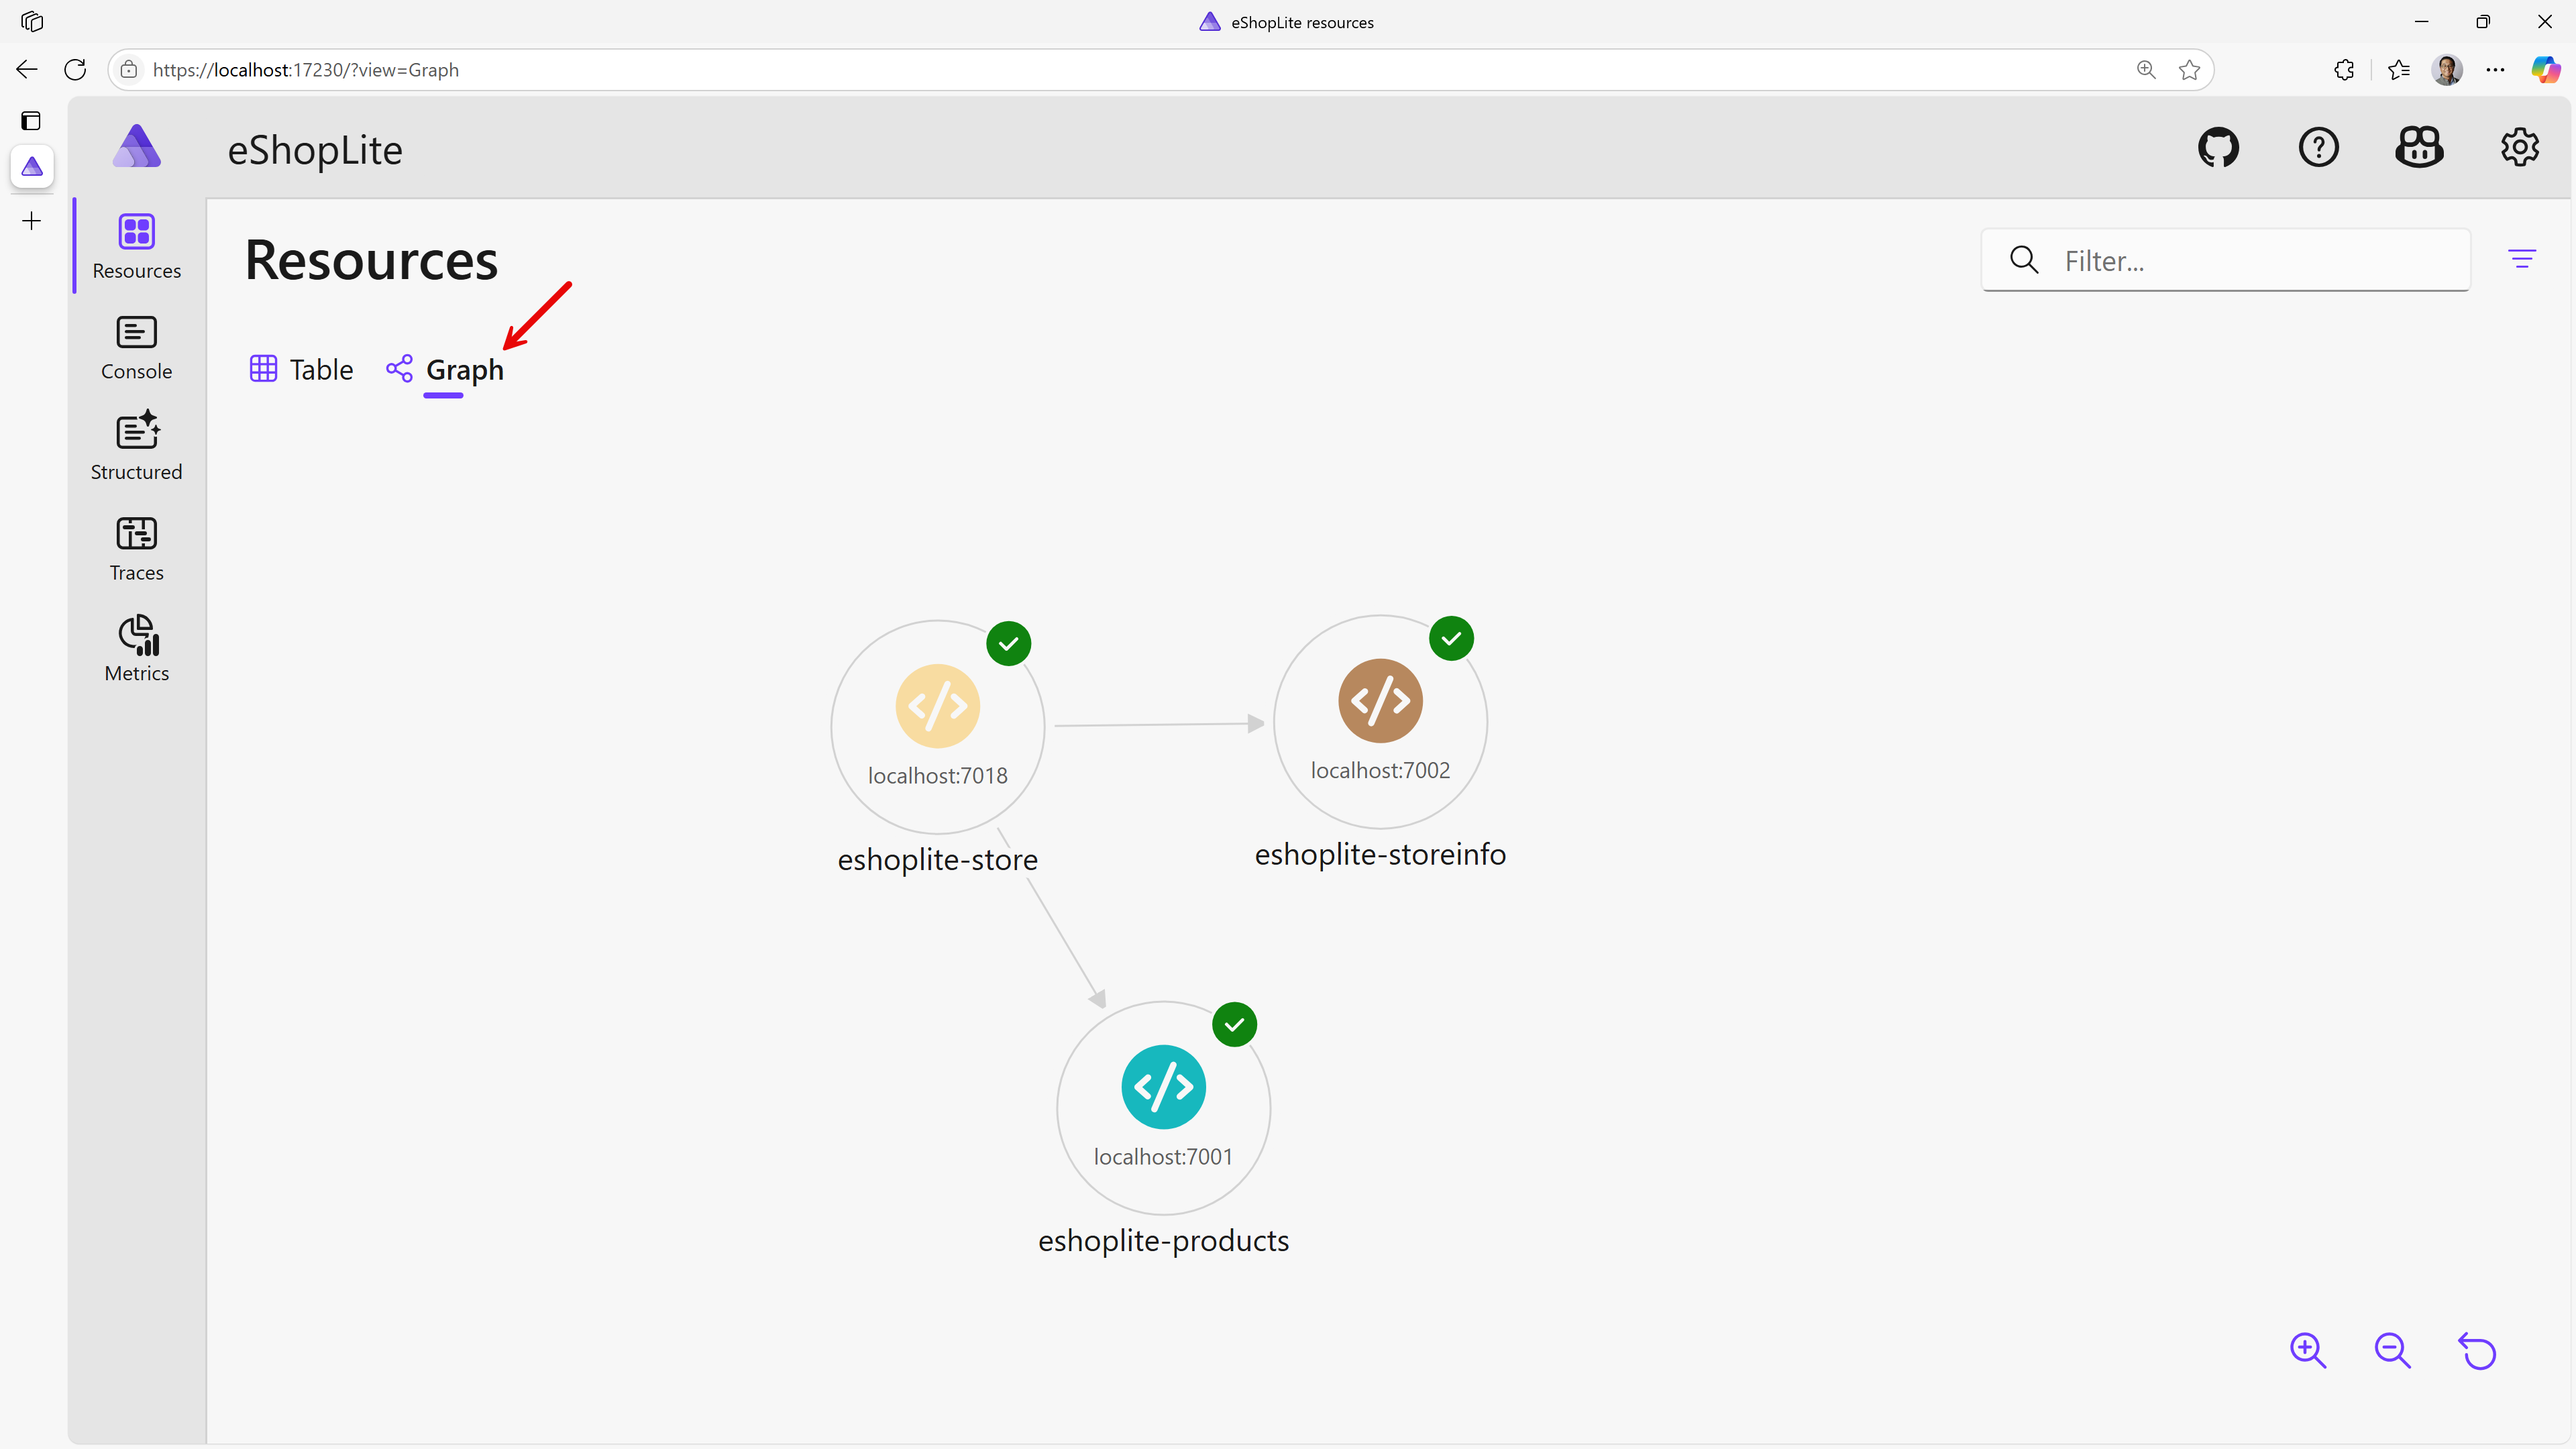 eShopLite resources
https://localhost:17230/?view=Graph
eShopLite
Resources
Console
Structured
Traces
Metrics
Resources
Filter...
Table
Graph
localhost:7018
eshoplite-store
localhost:7002
eshoplite-storeinfo
localhost:7001
eshoplite-products